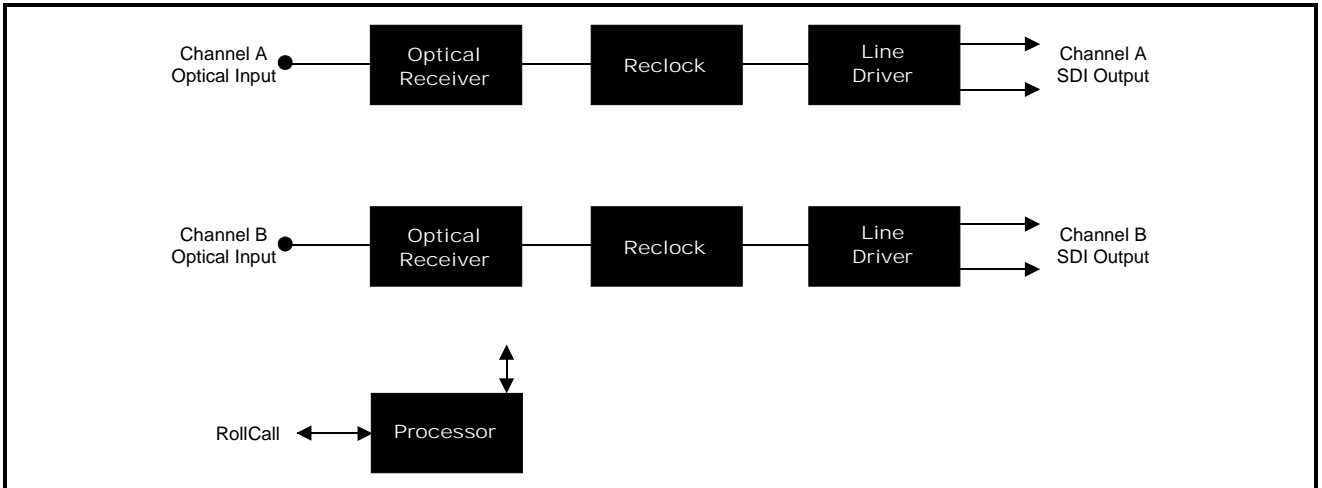 Channel A
Optical Input
Optical
Receiver
Reclock
Line
Driver
Channel A
SDI Output
Channel B
Optical Input
Optical
Receiver
Reclock
Line
Driver
Channel B
SDI Output
RollCall
Processor